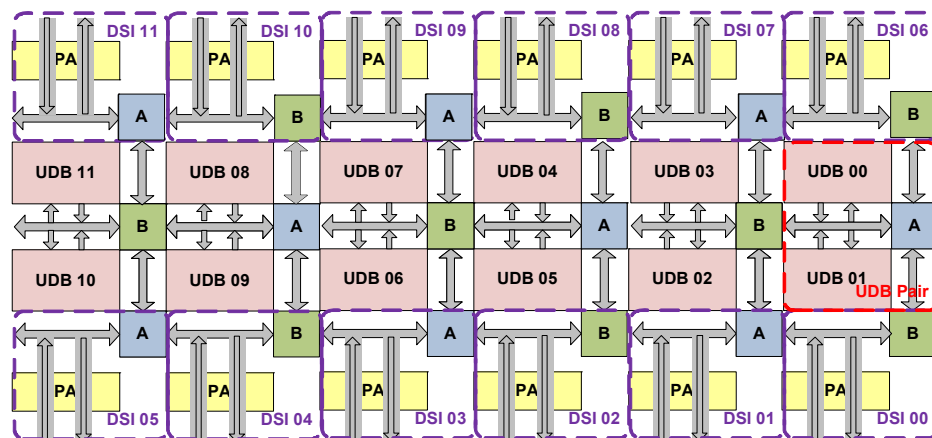 DSI 11 DSI 10 DSI 09 DSI 08 DSI 07 DSI 06
PA PA PA PA PA PA
A B A B A B
UDB 11 UDB 08 UDB 07 UDB 04 UDB 03 UDB 00
B A B A B A
UDB 10 UDB 09 UDB 06 UDB 05 UDB 02 UDB 01
UDB Pair
A B A B A B
PA PA PA PA PA PA
DSI 05 DSI 04 DSI 03 DSI 02 DSI 01 DSI 00